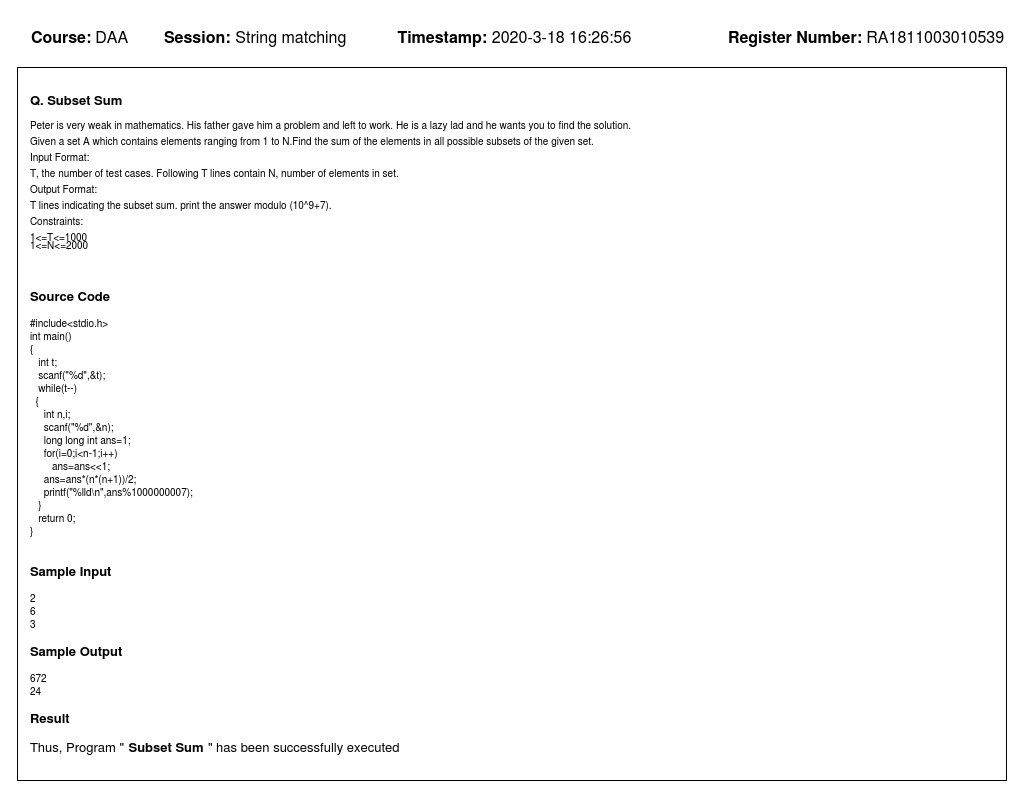 Course: DAA Session: String matching Timestamp: 2020-3-18 16:26:56 Register Number: RA1811003010539
Q. Subset Sum
Peter is very weak in mathematics. His father gave him a problem and left to work. He is a lazy lad and he wants you to find the solution.
Given a set A which contains elements ranging from 1 to N.Find the sum of the elements in all possible subsets of the given set.
Input Format:
T, the number of test cases. Following T lines contain N, number of elements in set.
Output Format:
T lines indicating the subset sum. print the answer modulo (10^9+7).
Constraints:
1<=T<=1000
1<=N<=2000
Source Code
#include<stdio.h>
int main()
{
   int t;
   scanf("%d",&t);
   while(t--)
  {
     int n,i;
     scanf("%d",&n);
     long long int ans=1;
     for(i=0;i<n-1;i++)
        ans=ans<<1;
     ans=ans*(n*(n+1))/2;
     printf("%lld\n",ans%1000000007);
   }
   return 0;
}
Sample Input
2
6
3
Sample Output
672
24
Result
Thus, Program " Subset Sum " has been successfully executed